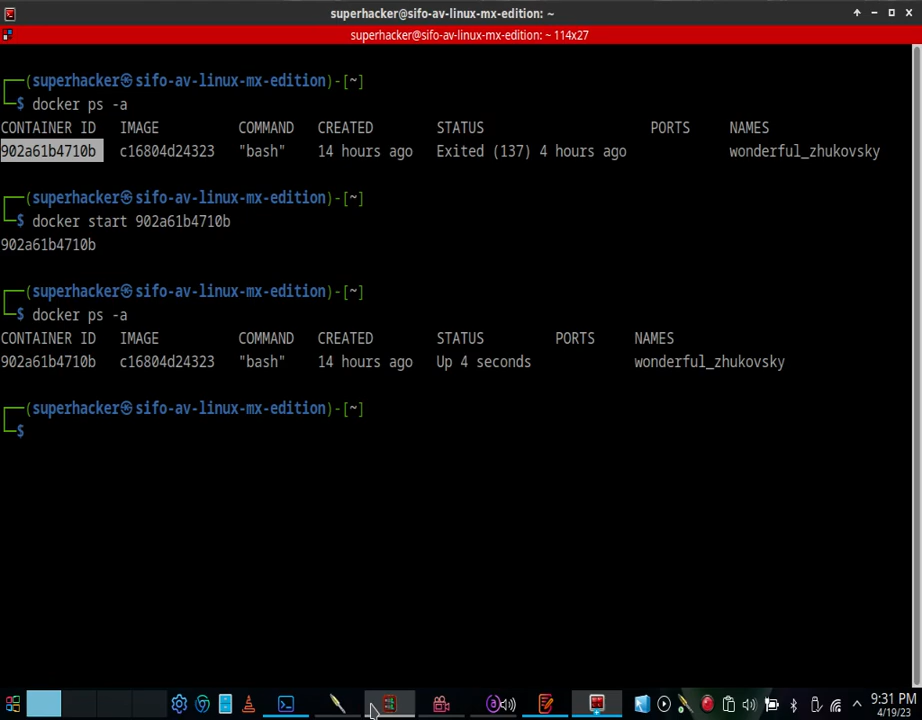 superhacker@sifo-av-linux-mx-edition: ~
superhacker@sifo-av-linux-mx-edition: ~ 114x27
┌──(superhacker㉿sifo-av-linux-mx-edition)-[~]
└─$ docker ps -a
CONTAINER ID   IMAGE          COMMAND   CREATED        STATUS                     PORTS     NAMES
902a61b4710b   c16804d24323   "bash"    14 hours ago   Exited (137) 4 hours ago             wonderful_zhukovsky
┌──(superhacker㉿sifo-av-linux-mx-edition)-[~]
└─$ docker start 902a61b4710b
902a61b4710b
┌──(superhacker㉿sifo-av-linux-mx-edition)-[~]
└─$ docker ps -a
CONTAINER ID   IMAGE          COMMAND   CREATED        STATUS         PORTS     NAMES
902a61b4710b   c16804d24323   "bash"    14 hours ago   Up 4 seconds             wonderful_zhukovsky
┌──(superhacker㉿sifo-av-linux-mx-edition)-[~]
└─$
9:31 PM
4/19/23